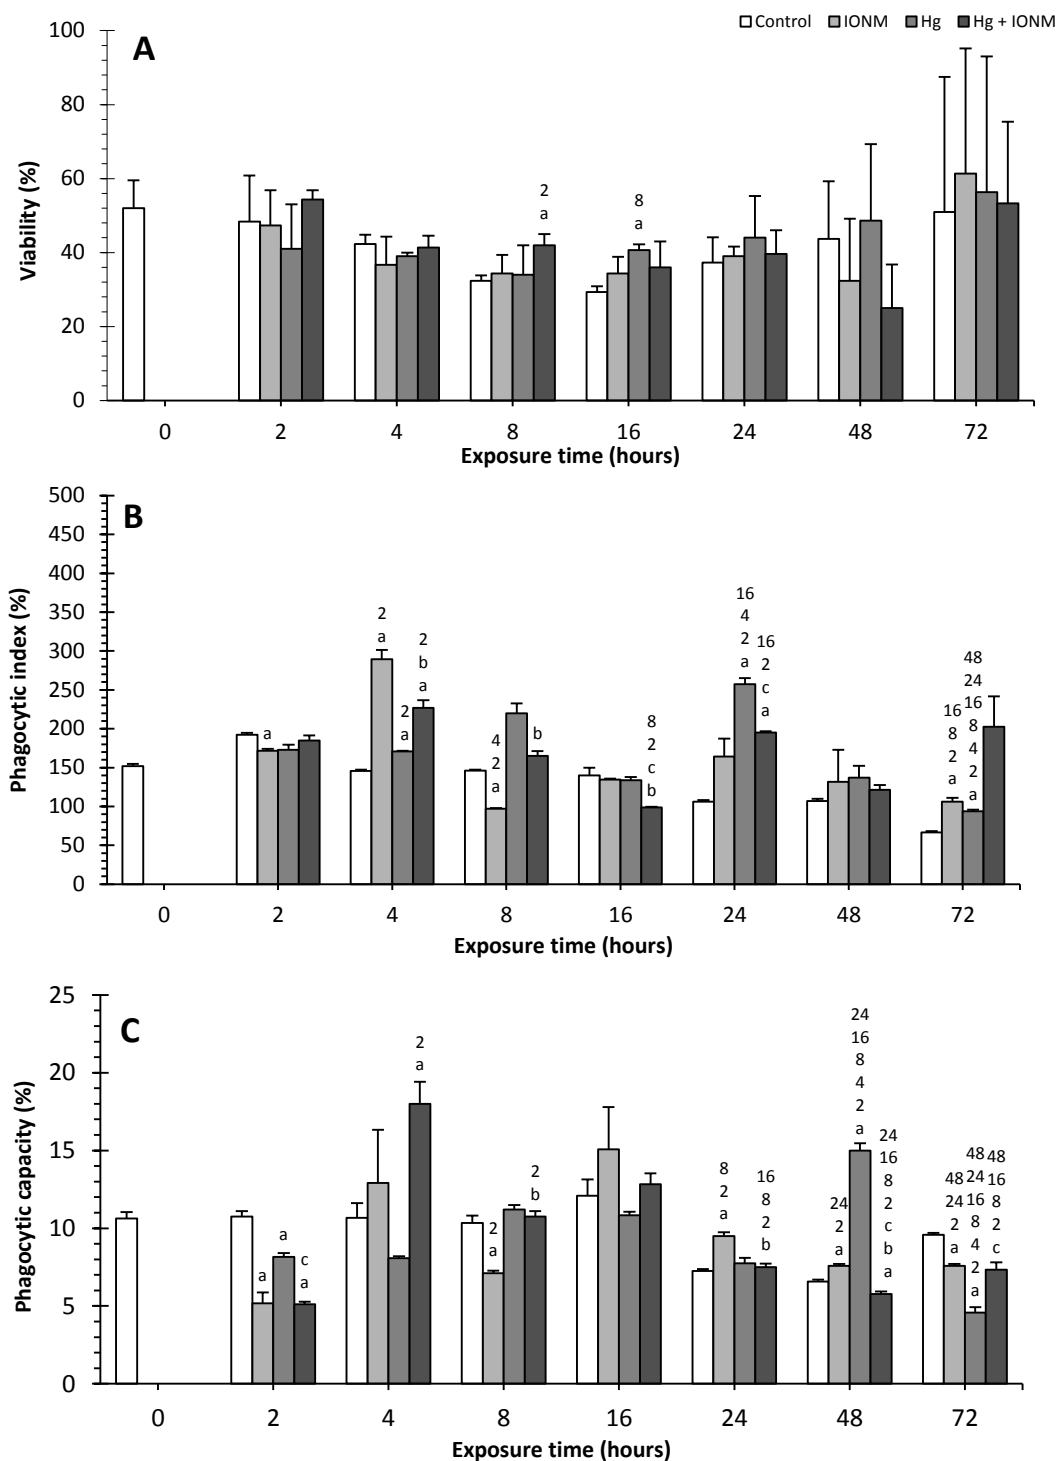 Control IONM Hg Hg + IONM
A
100
80
60
40
20
0
Viability (%)
2
a
8
a
0 2 4 8 16 24 48 72
Exposure time (hours)
B
500
450
400
350
300
250
200
150
100
50
0
Phagocytic index (%)
a
2
a
2
a
2
b
a
4
2
a
b
8
2
c
b
16
4
2
a
16
2
c
a
16
8
2
a
48
24
16
8
4
2
a
0 2 4 8 16 24 48 72
Exposure time (hours)
C
25
20
15
10
5
0
Phagocytic capacity (%)
a
a
c
a
2
a
2
a
2
b
8
2
a
16
8
2
b
24
2
a
24
16
8
4
2
a
24
16
8
2
c
b
a
48
24
2
a
48
24
16
8
4
2
a
48
16
8
2
c
0 2 4 8 16 24 48 72
Exposure time (hours)